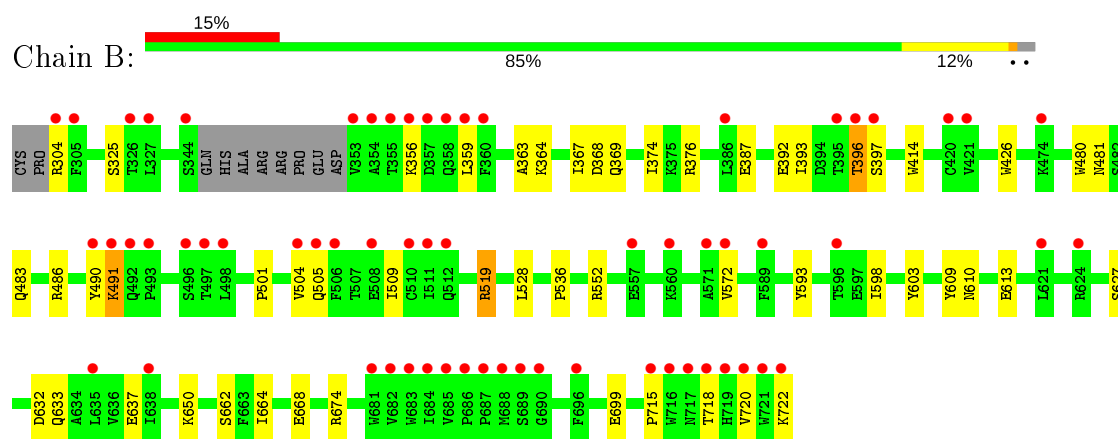 15%
Chain B:
85%
12%
• •
CYS PRO R304 F305 S325 T326 L327 S344 GLN HIS ALA ARG ARG PRO GLU ASP V353 A354 T355 K356 D357 Q358 L359 F360 A363 K364 I367 D368 Q369 I374 K375 R376 L386 E387 E392 I393 D394 T395 T396 S397 W414 C420 V421 W426 K474 W480 N481 S482
Q483 R486 Y490 K491 Q492 P493 S496 T497 L498 P501 V504 Q505 F506 T507 E508 I509 C510 I511 Q512 R519 L528 P536 R552 E557 K560 A571 V572 F589 Y593 T596 E597 I598 Y603 Y609 N610 E613 L621 R624 S627
D632 Q633 A634 L635 V636 E637 I638 K650 S662 F663 I664 E668 R674 W681 V682 W683 I684 V685 P686 P687 M688 S689 G690 F696 E699 P715 W716 N717 T718 H719 V720 W721 K722